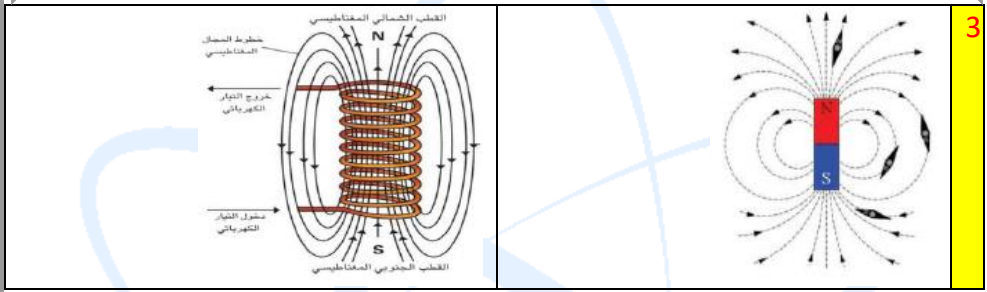 3
N
S
القطب الشمالي المغناطيسي
N
خطوط المجال
المغناطيسي
خروج التيار
الكهربائي
دخول التيار
الكهربائي
S
القطب الجنوبي المغناطيسي